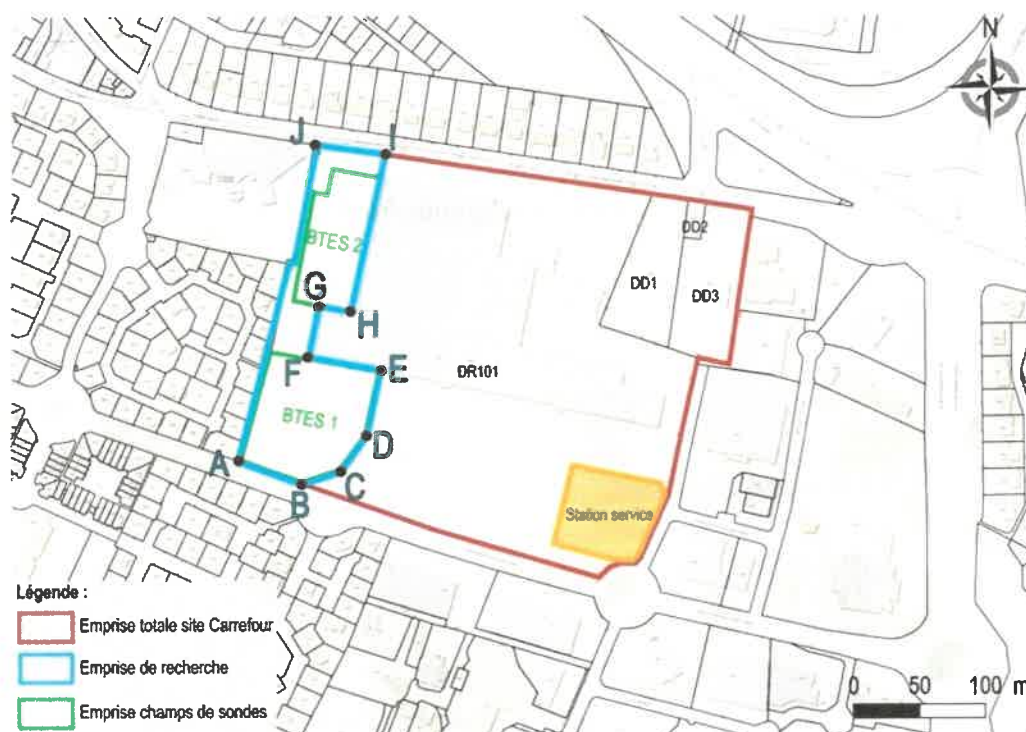 N
J
I
BTES 2
DD2
DD1
DD3
G
H
F
E
DR101
BTES 1
D
A
C
B
Station service
Légende :
Emprise totale site Carrefour
Emprise de recherche
Emprise champs de sondes
0 50 100 m